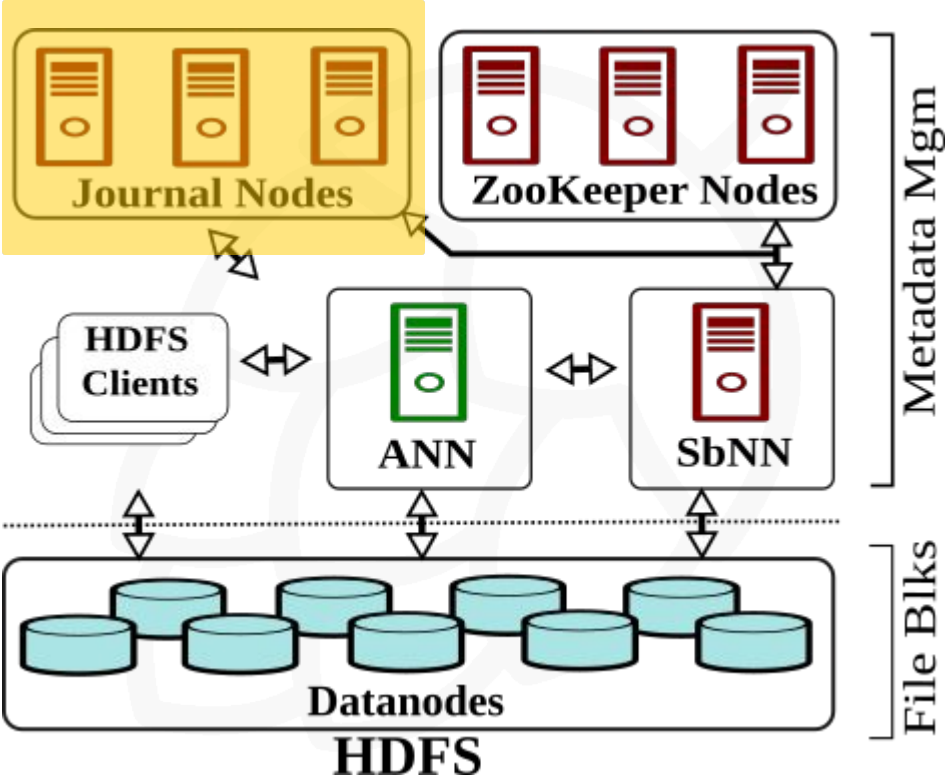 Journal Nodes
ZooKeeper Nodes
Metadata Mgm
HDFS
Clients
ANN
SbNN
File Blks
Datanodes
HDFS